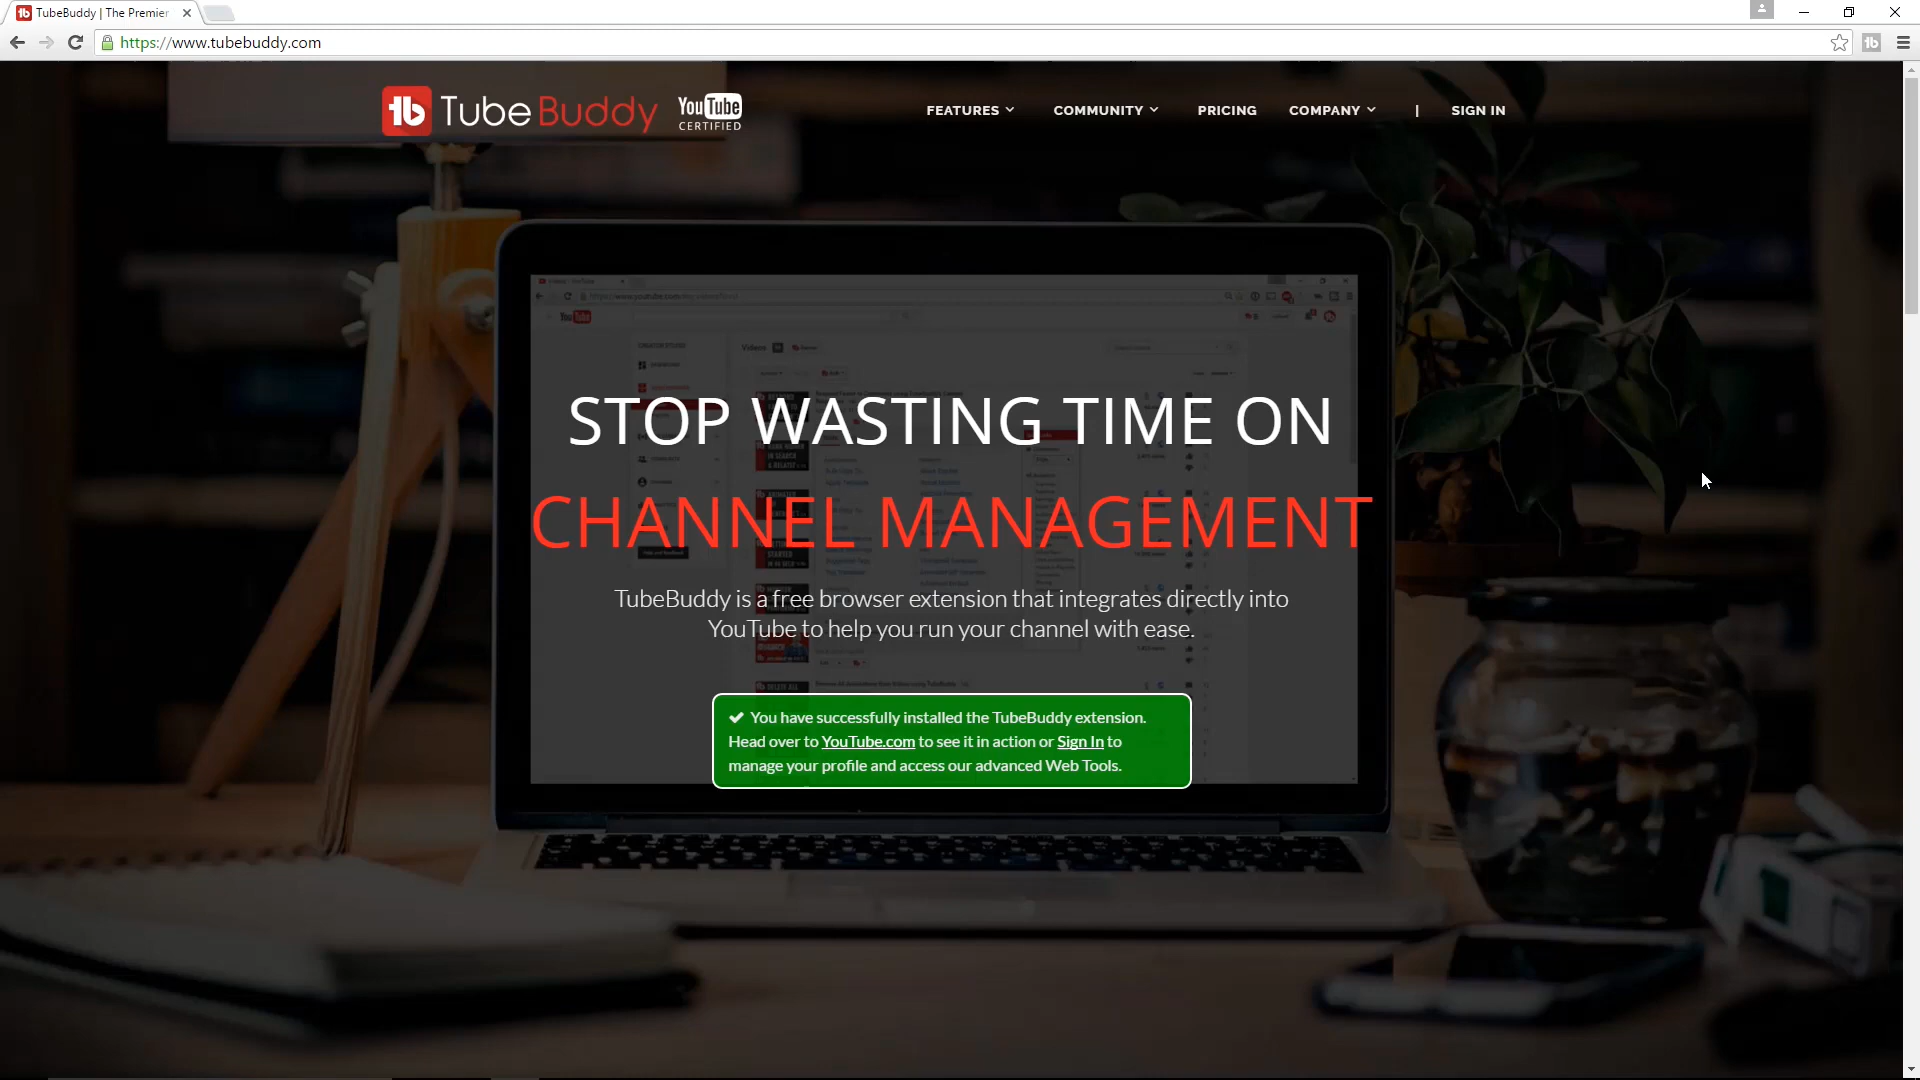 TubeBuddy | The Premier
https://www.tubebuddy.com
TubeBuddy
YouTube
CERTIFIED
FEATURES
COMMUNITY
PRICING
COMPANY
|
SIGN IN
STOP WASTING TIME ON
CHANNEL MANAGEMENT
TubeBuddy is a free browser extension that integrates directly into
YouTube to help you run your channel with ease.
You have successfully installed the TubeBuddy extension.
Head over to YouTube.com to see it in action or Sign In to
manage your profile and access our advanced Web Tools.
YouTube
Videos